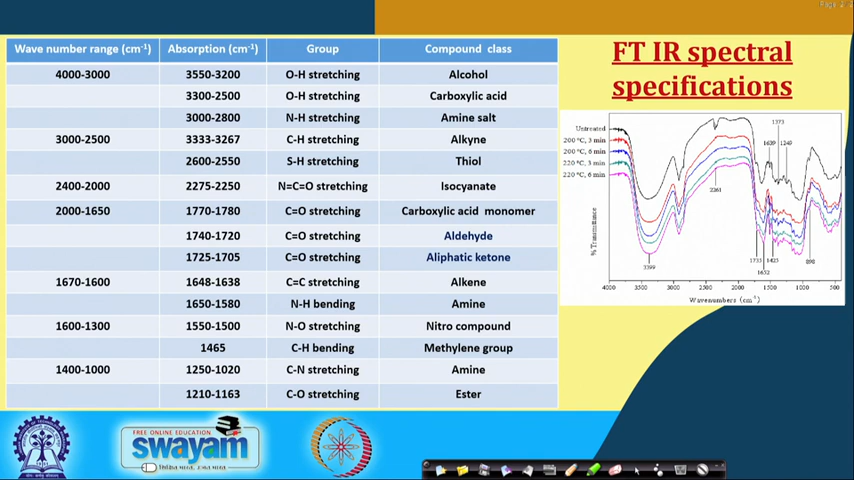 Wave number range (cm-1) Absorption (cm-1) Group Compound class
4000-3000 3550-3200 O-H stretching Alcohol
3300-2500 O-H stretching Carboxylic acid
3000-2800 N-H stretching Amine salt
3000-2500 3333-3267 C-H stretching Alkyne
2600-2550 S-H stretching Thiol
2400-2000 2275-2250 N=C=O stretching Isocyanate
2000-1650 1770-1780 C=O stretching Carboxylic acid monomer
1740-1720 C=O stretching Aldehyde
1725-1705 C=O stretching Aliphatic ketone
1670-1600 1648-1638 C=C stretching Alkene
1650-1580 N-H bending Amine
1600-1300 1550-1500 N-O stretching Nitro compound
1465 C-H bending Methylene group
1400-1000 1250-1020 C-N stretching Amine
1210-1163 C-O stretching Ester
FT IR spectral
specifications
Untreated
200 °C, 3 min
200 °C, 6 min
220 °C, 3 min
220 °C, 6 min
1373
1639 1249
2361
1735 1423 898
1632
3399
% Transmittance
4000 3500 3000 2500 2000 1500 1000 500
Wavenumbers (cm-1)
FREE ONLINE EDUCATION
swayam